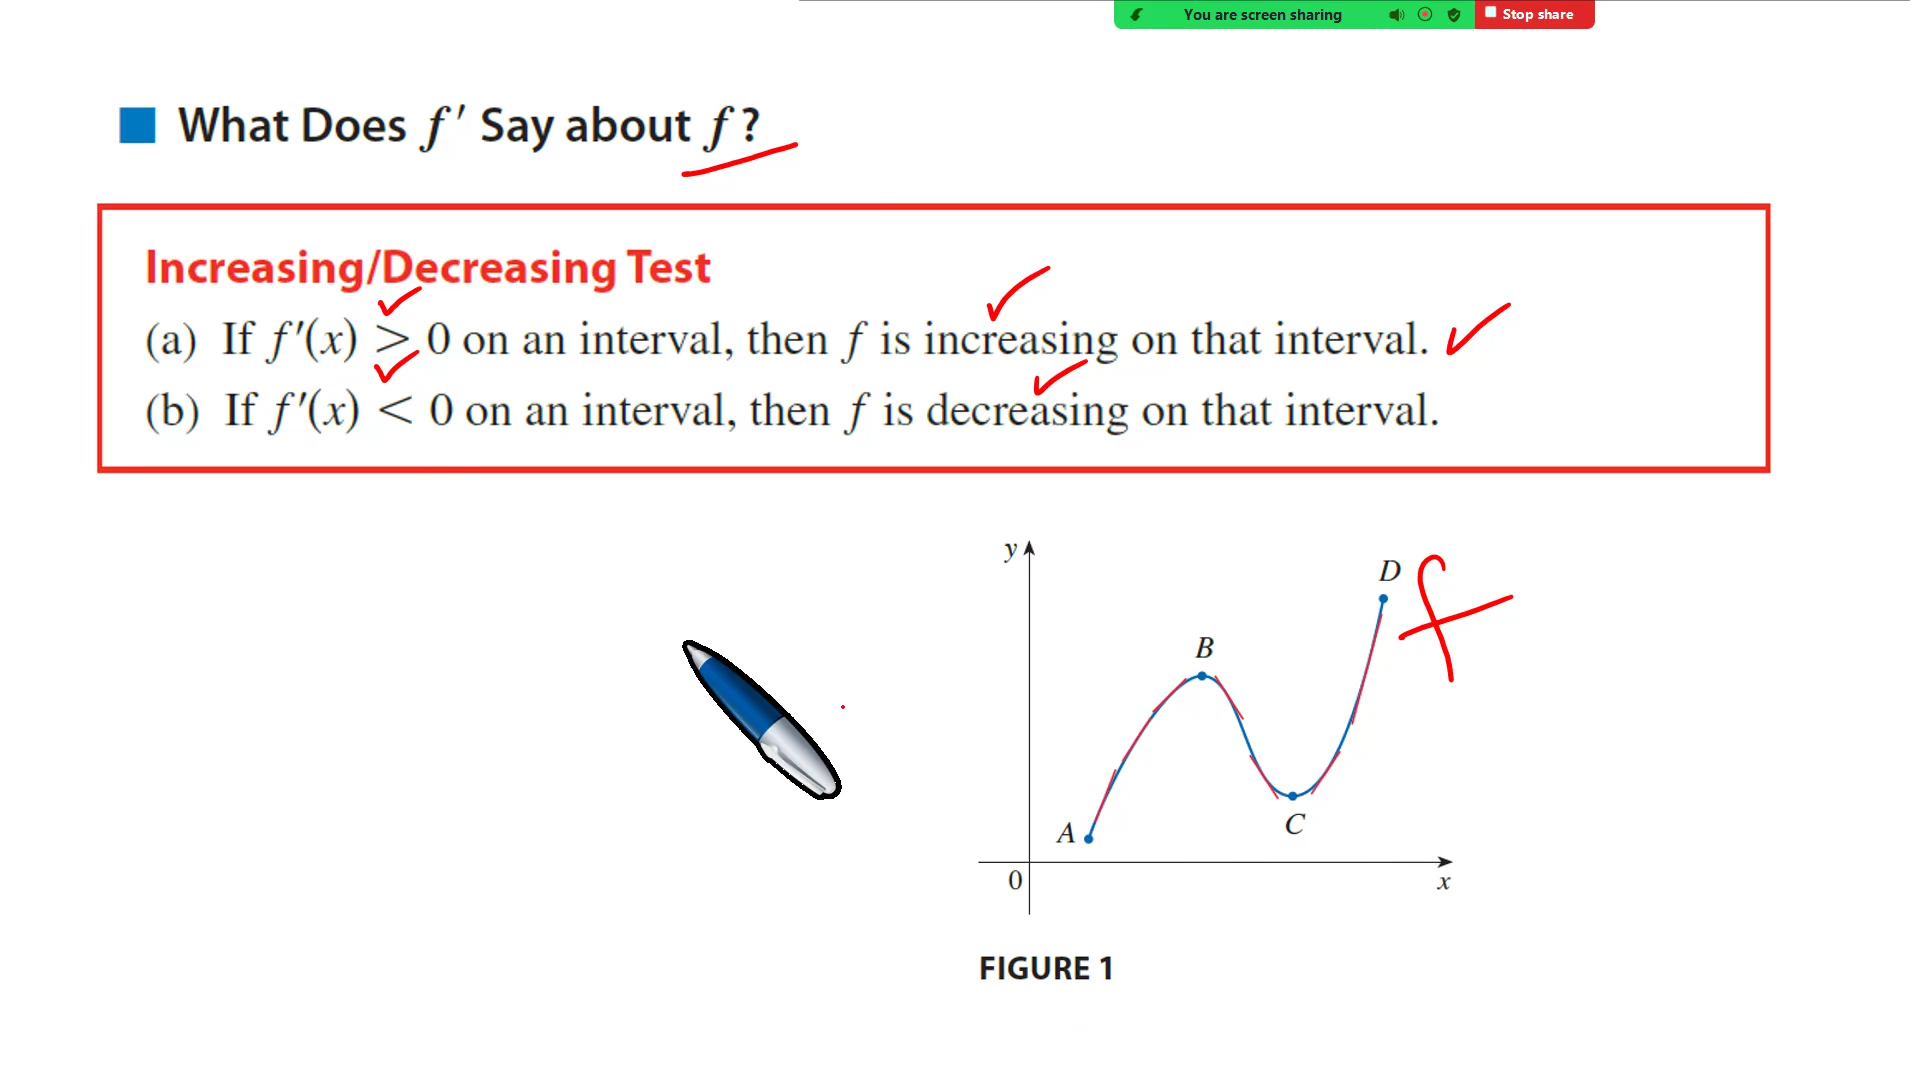 You are screen sharing
Stop share
What Does f′ Say about f?
Increasing/Decreasing Test
(a) If f′(x) > 0 on an interval, then f is increasing on that interval.
(b) If f′(x) < 0 on an interval, then f is decreasing on that interval.
y
D
f
B
A
C
0
x
FIGURE 1